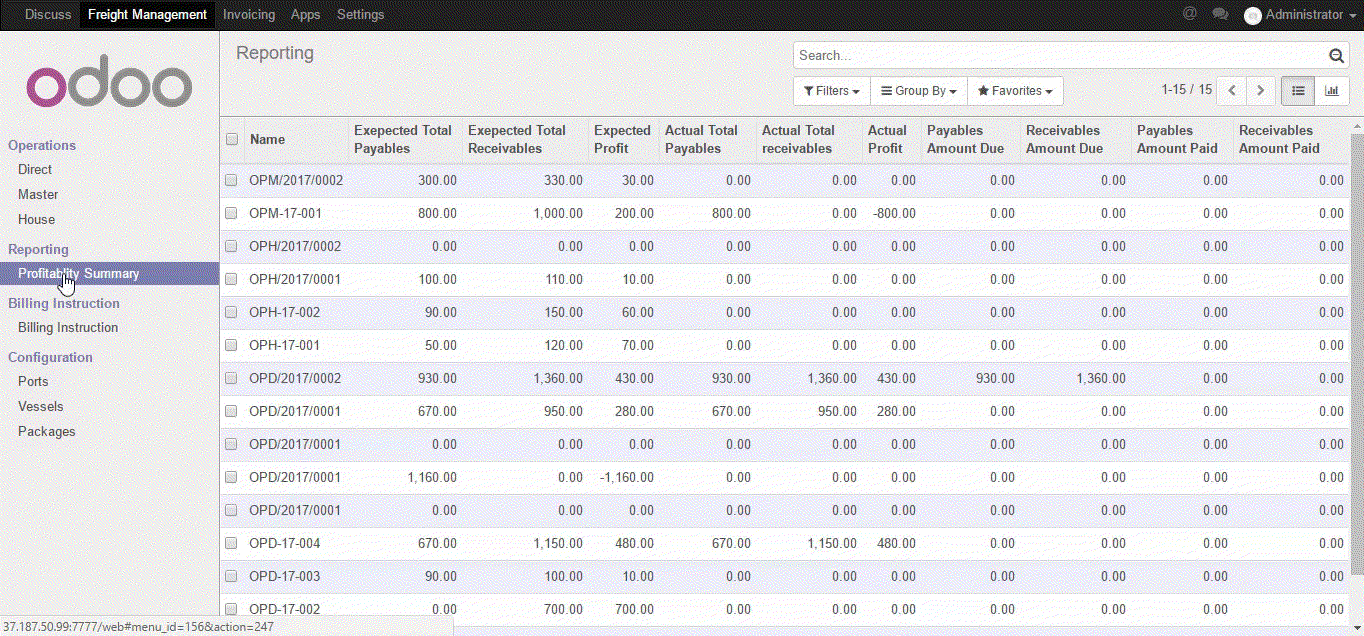 Discuss Freight Management Invoicing Apps Settings @ Administrator
odoo
Reporting
Search...
Filters Group By Favorites 1-15 / 15
Operations
Direct
Master
House
Reporting
Profitablity Summary
Billing Instruction
Billing Instruction
Configuration
Ports
Vessels
Packages
Name Exepected Total Payables Exepected Total Receivables Exepected Profit Actual Total Payables Actual Total receivables Actual Profit Payables Amount Due Receivables Amount Due Payables Amount Paid Receivables Amount Paid
OPM/2017/0002 300.00 330.00 30.00 0.00 0.00 0.00 0.00 0.00 0.00 0.00
OPM-17-001 800.00 1,000.00 200.00 800.00 0.00 -800.00 0.00 0.00 0.00 0.00
OPH/2017/0002 0.00 0.00 0.00 0.00 0.00 0.00 0.00 0.00 0.00 0.00
OPH/2017/0001 100.00 110.00 10.00 0.00 0.00 0.00 0.00 0.00 0.00 0.00
OPH-17-002 90.00 150.00 60.00 0.00 0.00 0.00 0.00 0.00 0.00 0.00
OPH-17-001 50.00 120.00 70.00 0.00 0.00 0.00 0.00 0.00 0.00 0.00
OPD/2017/0002 930.00 1,360.00 430.00 930.00 1,360.00 430.00 930.00 1,360.00 0.00 0.00
OPD/2017/0001 670.00 950.00 280.00 670.00 950.00 280.00 0.00 0.00 0.00 0.00
OPD/2017/0001 0.00 0.00 0.00 0.00 0.00 0.00 0.00 0.00 0.00 0.00
OPD/2017/0001 1,160.00 0.00 -1,160.00 0.00 0.00 0.00 0.00 0.00 0.00 0.00
OPD/2017/0001 0.00 0.00 0.00 0.00 0.00 0.00 0.00 0.00 0.00 0.00
OPD-17-004 670.00 1,150.00 480.00 670.00 1,150.00 480.00 0.00 0.00 0.00 0.00
OPD-17-003 90.00 100.00 10.00 0.00 0.00 0.00 0.00 0.00 0.00 0.00
OPD-17-002 0.00 700.00 700.00 0.00 0.00 0.00 0.00 0.00 0.00 0.00
37.187.50.99:7777/web#menu_id=156&action=247